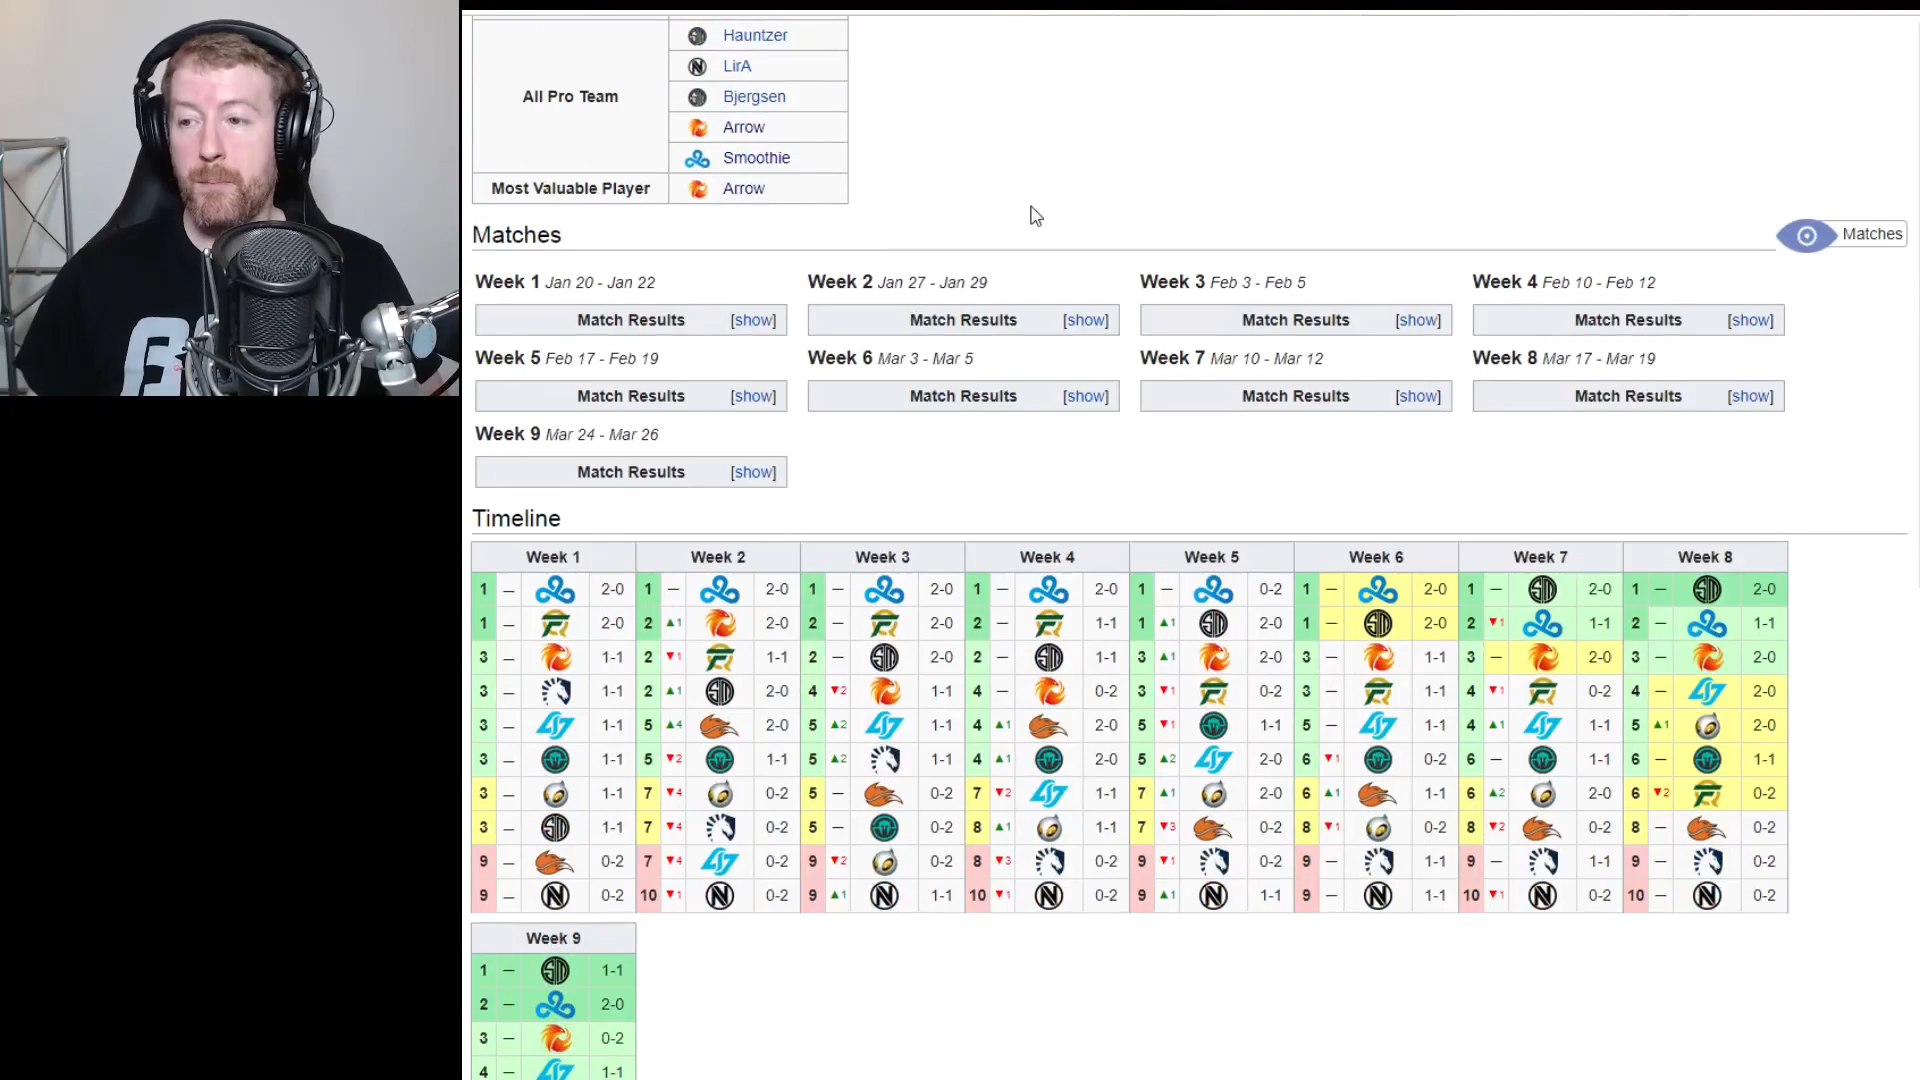 Hauntzer
LirA
All Pro Team
Bjergsen
Arrow
Smoothie
Most Valuable Player Arrow
Matches
Matches
Week 1 Jan 20 - Jan 22 Week 2 Jan 27 - Jan 29 Week 3 Feb 3 - Feb 5 Week 4 Feb 10 - Feb 12
Match Results [show] Match Results [show] Match Results [show] Match Results [show]
Week 5 Feb 17 - Feb 19 Week 6 Mar 3 - Mar 5 Week 7 Mar 10 - Mar 12 Week 8 Mar 17 - Mar 19
Match Results [show] Match Results [show] Match Results [show] Match Results [show]
Week 9 Mar 24 - Mar 26
Match Results [show]
Timeline
Week 1 Week 2 Week 3 Week 4 Week 5 Week 6 Week 7 Week 8
1 – 2-0 1 – 2-0 1 – 2-0 1 – 2-0 1 – 0-2 1 – 2-0 1 – 2-0 1 – 2-0
1 – 2-0 2 ▲1 2-0 2 – 2-0 2 – 1-1 1 ▲1 2-0 1 – 2-0 2 ▼1 1-1 2 – 1-1
3 – 1-1 2 ▼1 1-1 2 – 2-0 2 – 1-1 3 ▲1 2-0 3 – 1-1 3 – 2-0 3 – 2-0
3 – 1-1 2 ▲1 2-0 4 ▼2 1-1 4 – 0-2 3 ▼1 0-2 3 – 1-1 4 ▼1 0-2 4 – 2-0
3 – 1-1 5 ▲4 2-0 5 ▲2 1-1 4 ▲1 2-0 5 ▼1 1-1 5 – 1-1 4 ▲1 1-1 5 ▲1 2-0
3 – 1-1 5 ▼2 1-1 5 ▲2 1-1 4 ▲1 2-0 5 ▲2 2-0 6 ▼1 0-2 6 – 1-1 6 – 1-1
3 – 1-1 7 ▼4 0-2 5 – 0-2 7 ▼2 1-1 7 ▲1 2-0 6 ▲1 1-1 6 ▲2 2-0 6 ▼2 0-2
3 – 1-1 7 ▼4 0-2 5 – 0-2 8 ▲1 1-1 7 ▼3 0-2 8 ▼1 0-2 8 ▼2 0-2 8 – 0-2
9 – 0-2 7 ▼4 0-2 9 ▼2 0-2 8 ▼3 0-2 9 ▼1 0-2 9 – 1-1 9 – 1-1 9 – 0-2
9 – 0-2 10 ▼1 0-2 9 ▲1 1-1 10 ▼1 0-2 9 ▲1 1-1 9 – 1-1 10 ▼1 0-2 10 – 0-2
Week 9
1 – 1-1
2 – 2-0
3 – 0-2
4 – 1-1